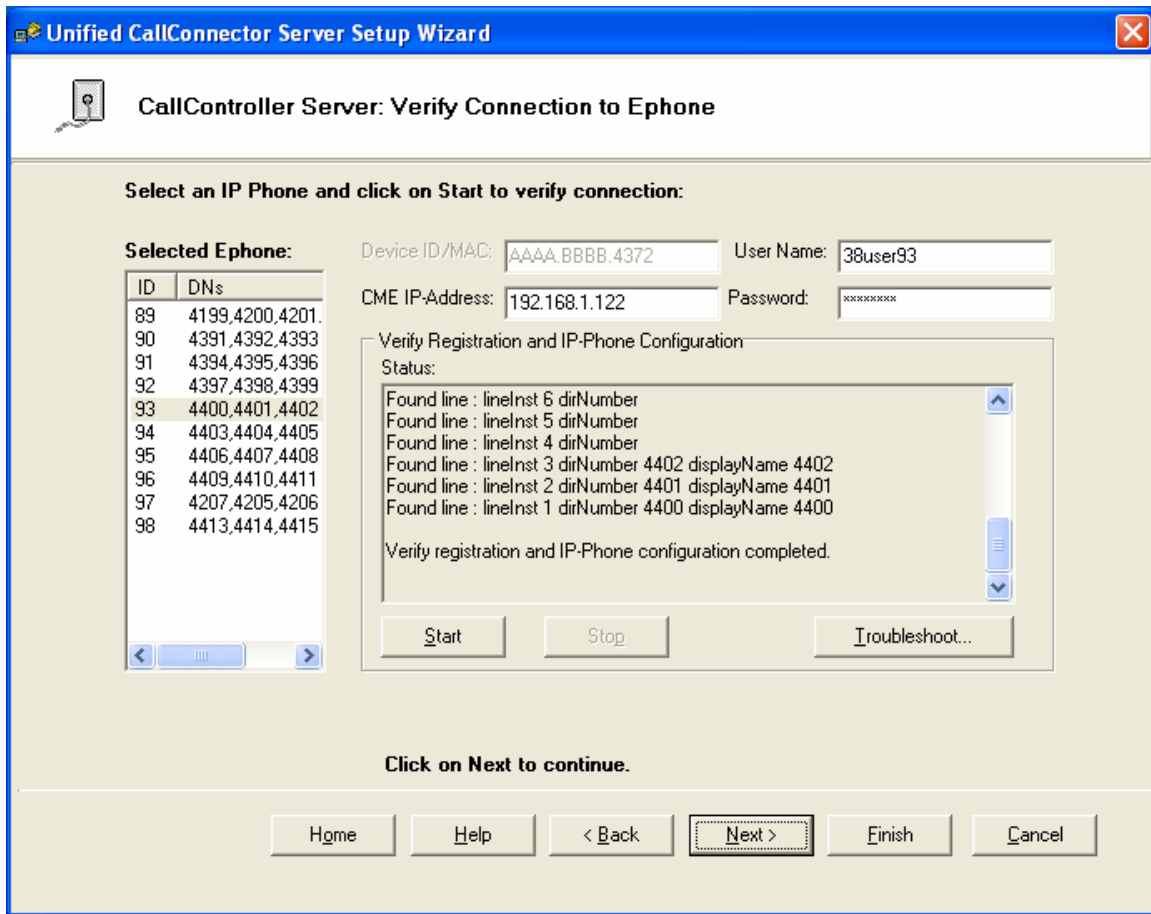 Unified CallConnector Server Setup Wizard
CallController Server: Verify Connection to Ephone
Select an IP Phone and click on Start to verify connection:
Selected Ephone:
ID DNs
89 4199,4200,4201.
90 4391,4392,4393
91 4394,4395,4396
92 4397,4398,4399
93 4400,4401,4402
94 4403,4404,4405
95 4406,4407,4408
96 4409,4410,4411
97 4207,4205,4206
98 4413,4414,4415
Device ID/MAC: AAAA.BBBB.4372
User Name: 38user93
CME IP-Address: 192.168.1.122
Password: ********
Verify Registration and IP-Phone Configuration
Status:
Found line : lineInst 6 dirNumber
Found line : lineInst 5 dirNumber
Found line : lineInst 4 dirNumber
Found line : lineInst 3 dirNumber 4402 displayName 4402
Found line : lineInst 2 dirNumber 4401 displayName 4401
Found line : lineInst 1 dirNumber 4400 displayName 4400
Verify registration and IP-Phone configuration completed.
Start Stop Troubleshoot...
Click on Next to continue.
Home Help < Back Next > Finish Cancel